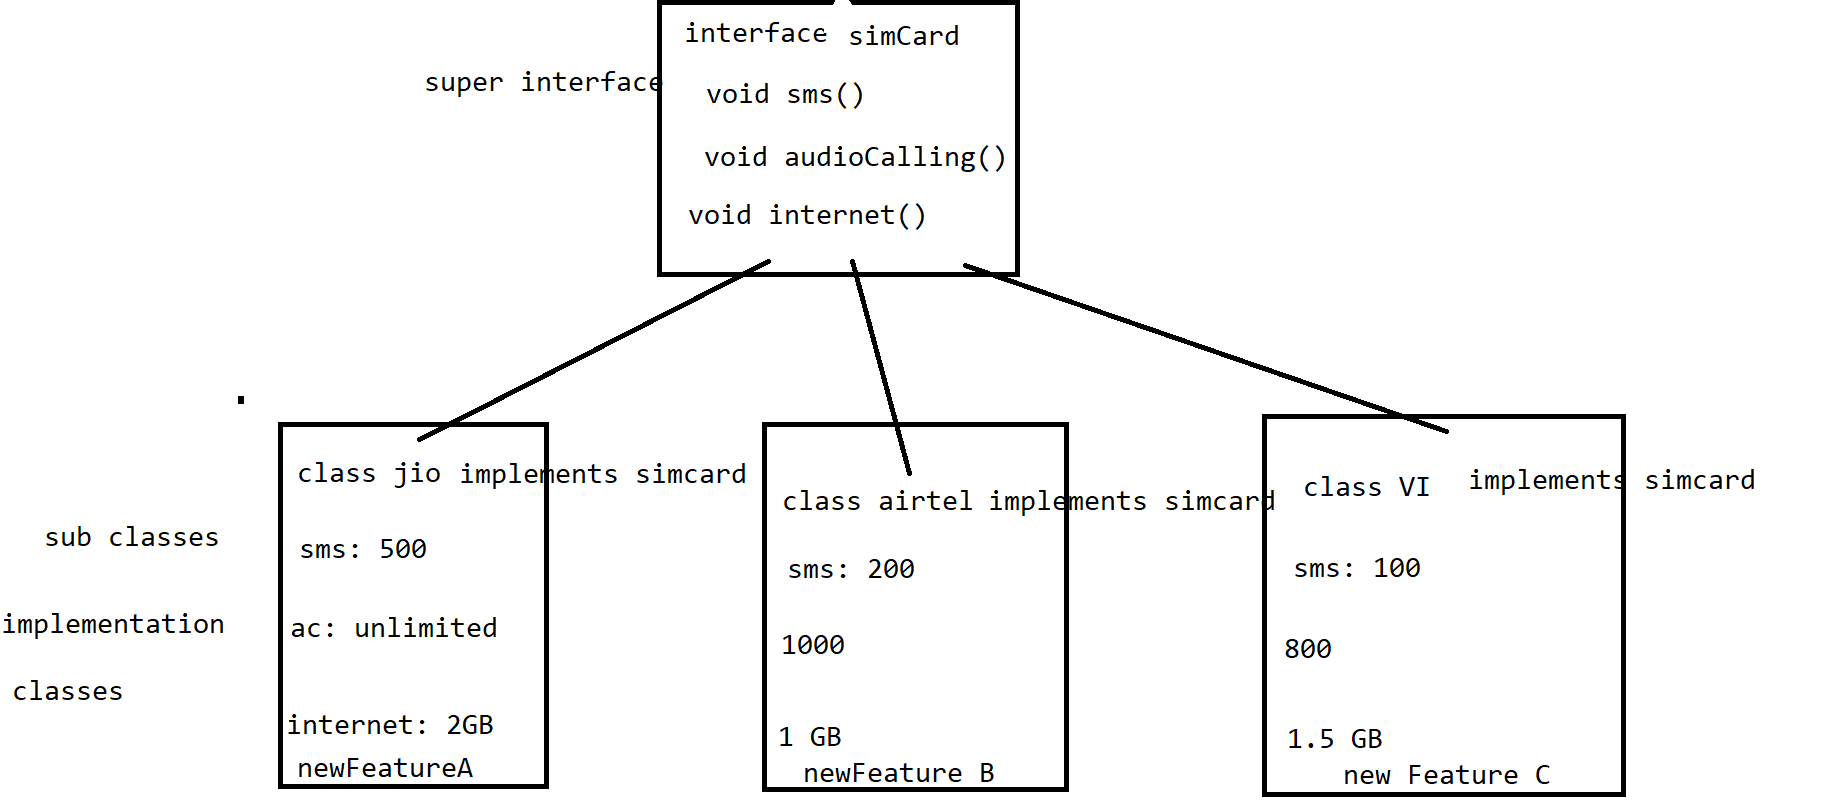 interface simCard
super interface
void sms()
void audioCalling()
void internet()
class jio implements simcard
class airtel implements simcard
class VI implements simcard
sub classes
sms: 500
sms: 200
sms: 100
implementation
ac: unlimited
1000
800
classes
internet: 2GB
1 GB
1.5 GB
newFeatureA
newFeature B
new Feature C